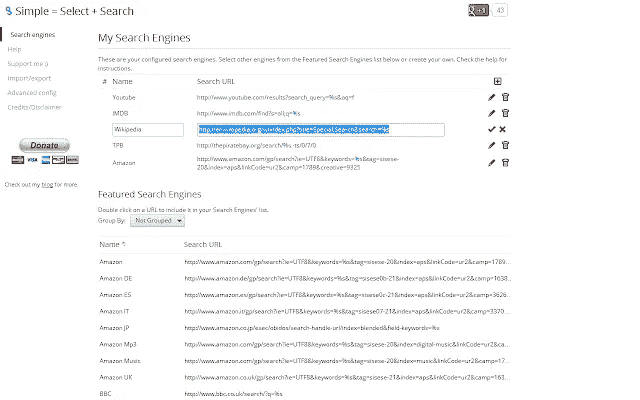 Simple = Select + Search
+1 43
Search engines
Help
Support me :)
Import/export
Advanced config
Credits/Disclaimer
Donate
VISA
Check out my blog for more.
My Search Engines
These are your configured search engines. Select other engines from the Featured Search Engines list below or create your own. Check the help for
instructions.
# Name Search URL
Youtube http://www.youtube.com/results?search_query=%s&aq=f
IMDB http://www.imdb.com/find?s=all;q=%s
Wikipedia
TPB http://thepiratebay.org/search/%s
Amazon http://www.amazon.com/gp/search?ie=UTF8&keywords=%s&tag=sisese-
20&index=aps&linkCode=ur2&camp=1789&creative=9325
Featured Search Engines
Double click on a URL to include it in your Search Engines' list.
Group By: Not Grouped
Name Search URL
Amazon http://www.amazon.com/gp/search?ie=UTF8&keywords=%s&tag=sisese-20&index=aps&linkCode=ur2&camp=1789...
Amazon DE http://www.amazon.de/gp/search?ie=UTF8&keywords=%s&tag=sisese0b-21&index=aps&linkCode=ur2&camp=1638...
Amazon ES http://www.amazon.es/gp/search?ie=UTF8&keywords=%s&tag=sisese0c-21&index=aps&linkCode=ur2&camp=3626...
Amazon IT http://www.amazon.it/gp/search?ie=UTF8&keywords=%s&tag=sisese07-21&index=aps&linkCode=ur2&camp=3370...
Amazon JP http://www.amazon.co.jp/exec/obidos/search-handle-url/index=blended&field-keywords=%s
Amazon Mp3 http://www.amazon.com/gp/search?ie=UTF8&keywords=%s&tag=sisese-20&index=digital-music&linkCode=ur2&ca...
Amazon Music http://www.amazon.com/gp/search?ie=UTF8&keywords=%s&tag=sisese-20&index=music&linkCode=ur2&camp=17...
Amazon UK http://www.amazon.co.uk/gp/search?ie=UTF8&keywords=%s&tag=sisese-21&index=aps&linkCode=ur2&camp=163...
BBC http://www.bbc.co.uk/search/?q=%s